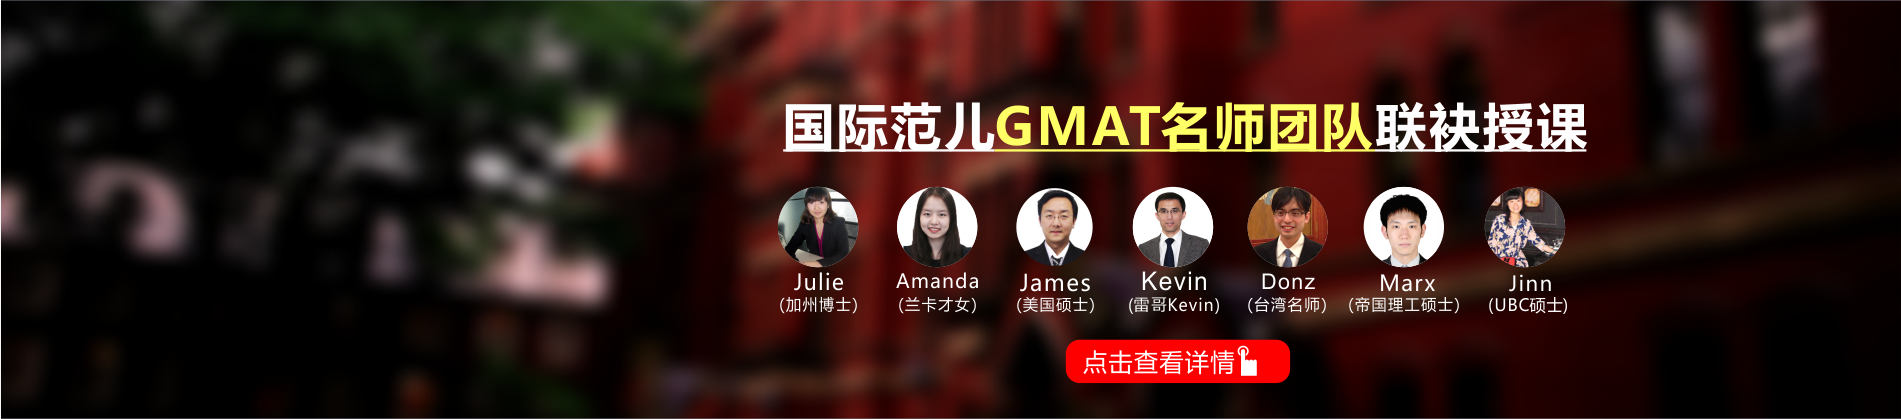 国际范儿GMAT名师团队联袂授课
Julie Amanda James Kevin Donz Marx Jinn
(加州博士) (兰卡才女) (美国硕士) (雷哥Kevin) (台湾名师) (帝国理工硕士) (UBC硕士)
点击查看详情